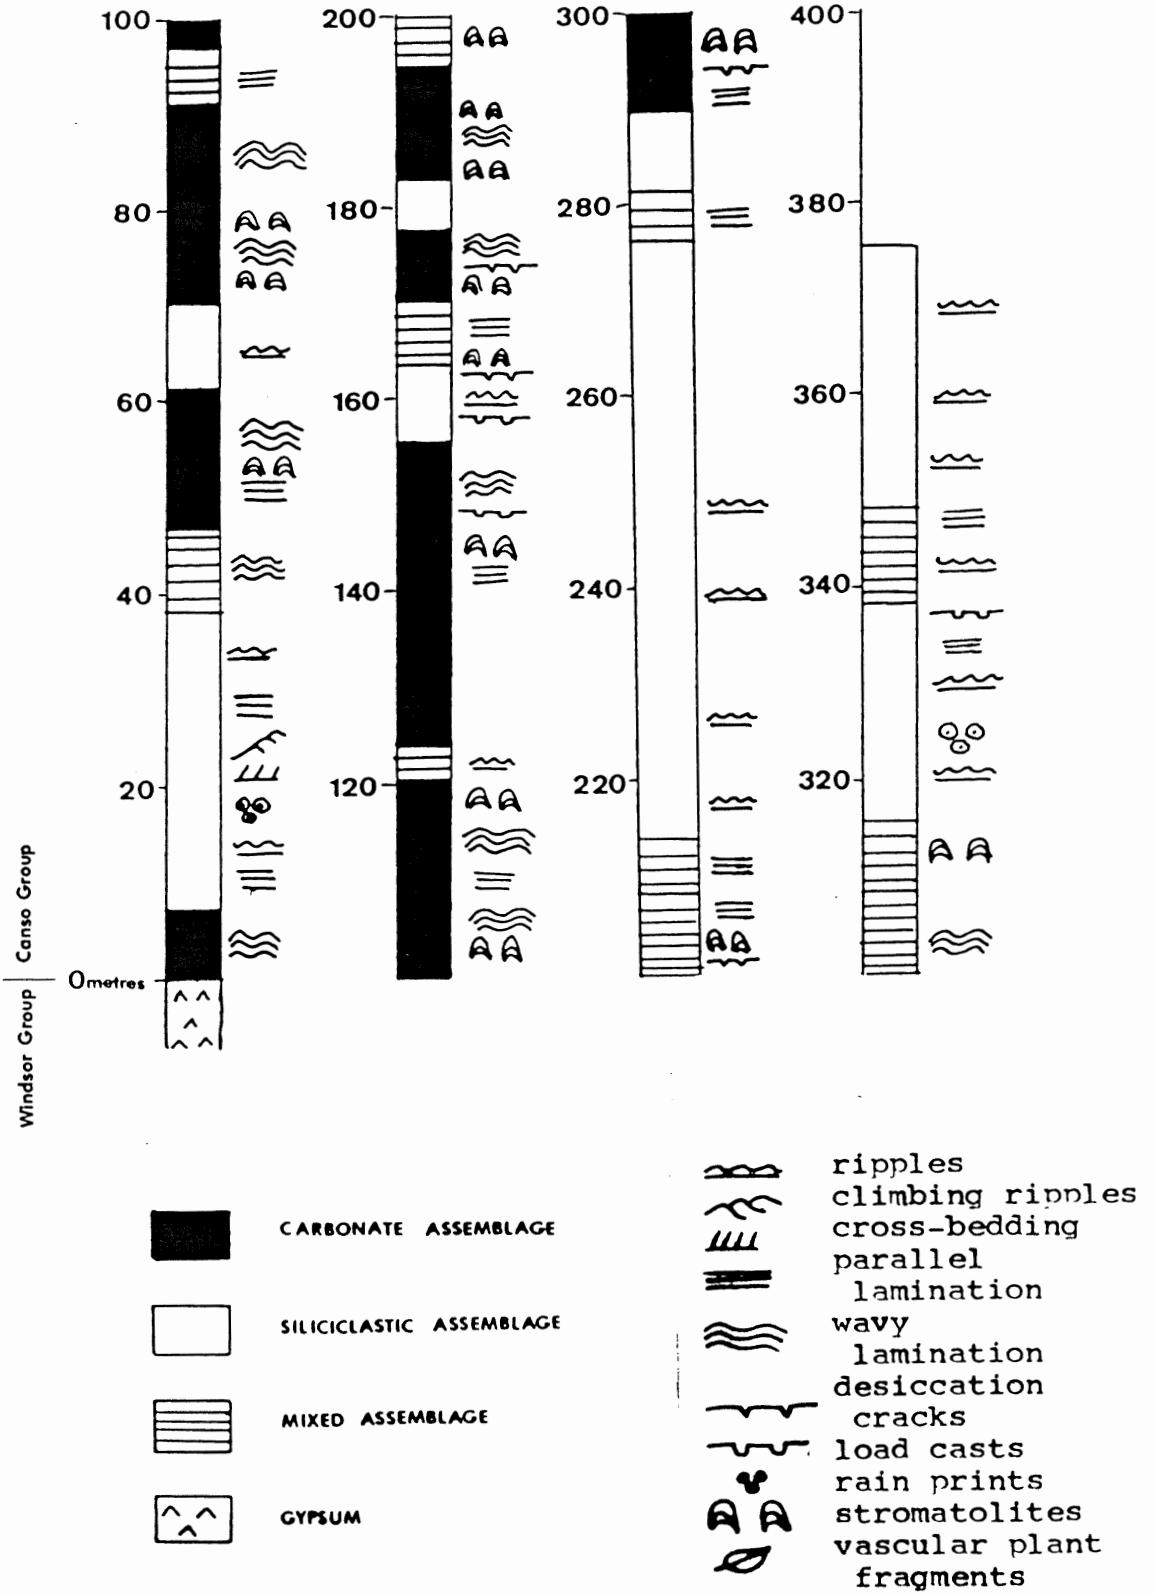 100
80
60
40
20
0metres
200
180
160
140
120
300
280
260
240
220
400
380
360
340
320
Canso Group
Windsor Group
CARBONATE ASSEMBLAGE
SILICICLASTIC ASSEMBLAGE
MIXED ASSEMBLAGE
GYPSUM
ripples
climbing ripples
cross-bedding
parallel
lamination
wavy
lamination
desiccation
cracks
load casts
rain prints
stromatolites
vascular plant
fragments